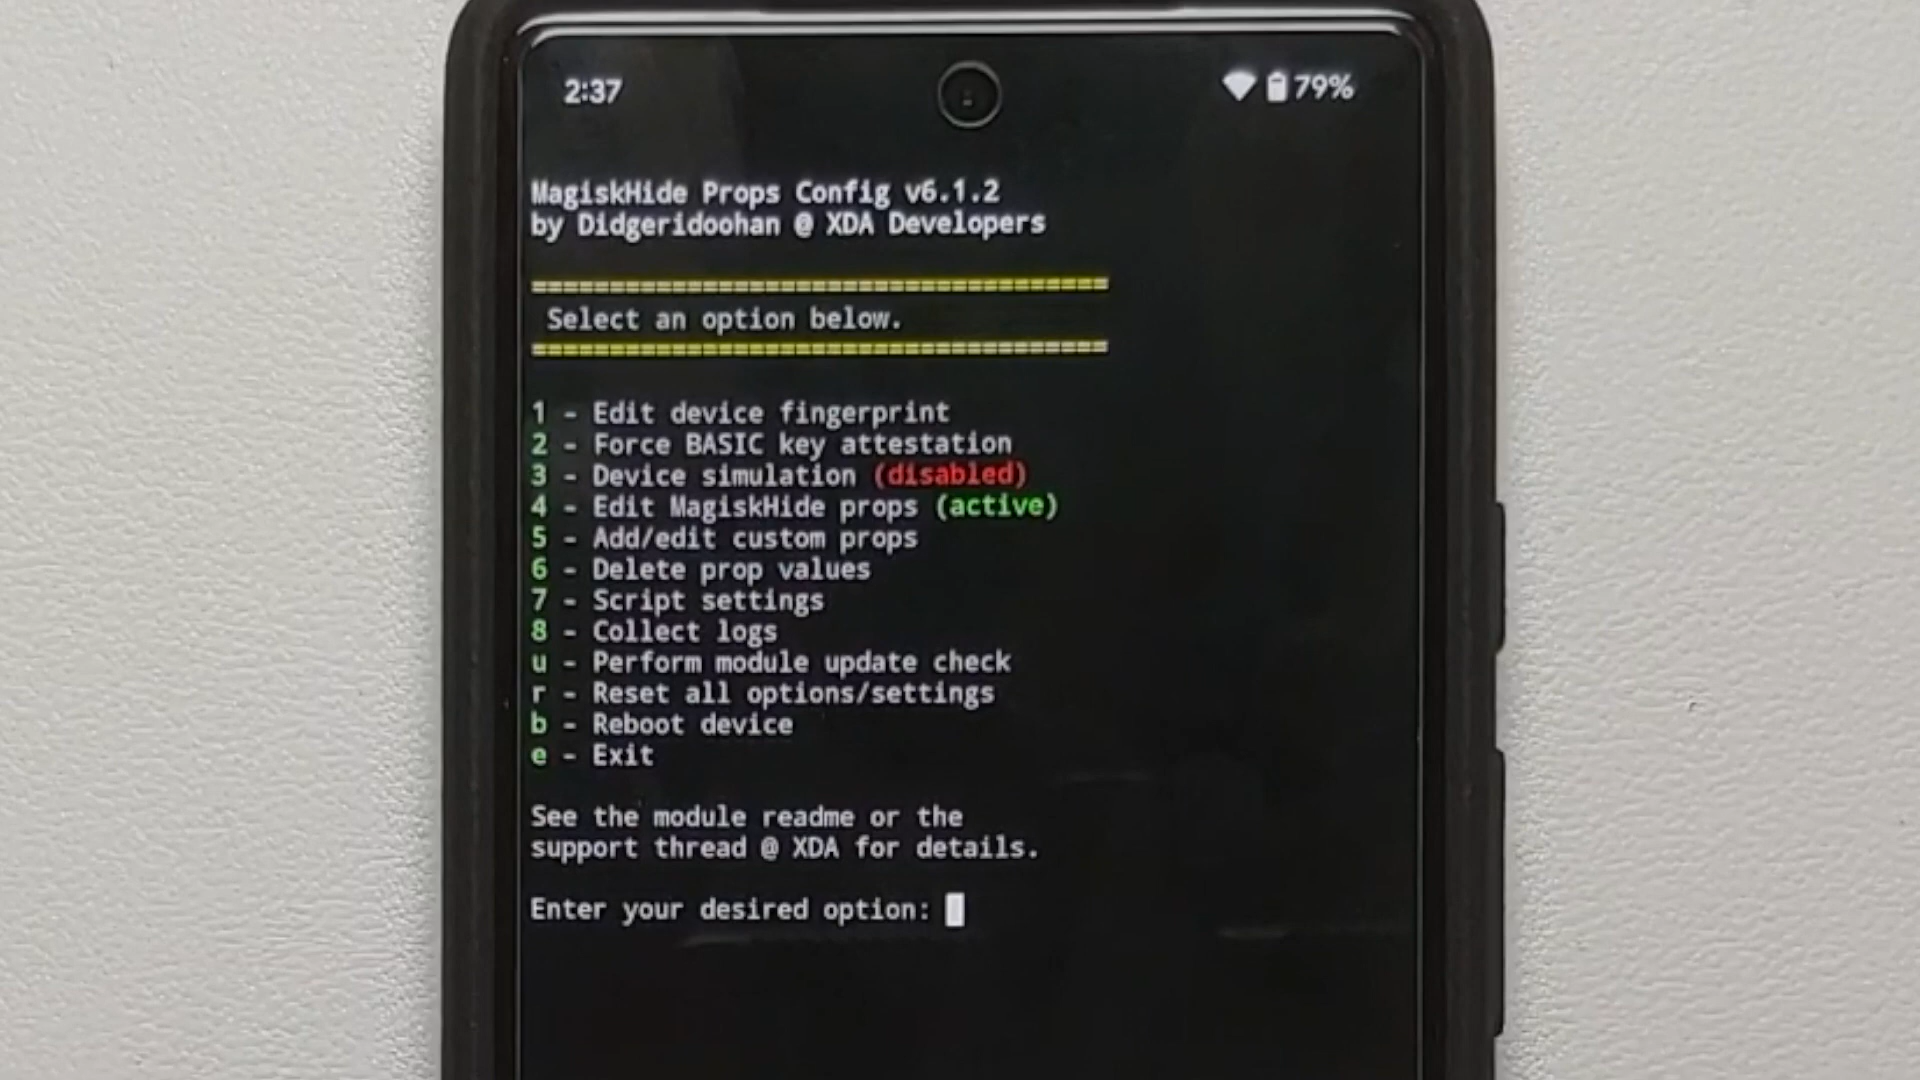 2:37 79%
MagiskHide Props Config v6.1.2
by Didgeridoohan @ XDA Developers
=====================================
Select an option below.
=====================================
1 - Edit device fingerprint
2 - Force BASIC key attestation
3 - Device simulation (disabled)
4 - Edit MagiskHide props (active)
5 - Add/edit custom props
6 - Delete prop values
7 - Script settings
8 - Collect logs
u - Perform module update check
r - Reset all options/settings
b - Reboot device
e - Exit
See the module readme or the
support thread @ XDA for details.
Enter your desired option: